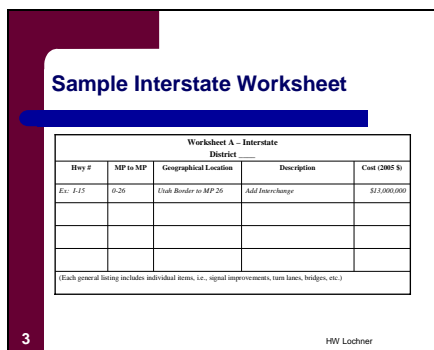 Sample Interstate Worksheet
Worksheet A – Interstate
District ____
Hwy # MP to MP Geographical Location Description Cost (2005 $)
Ex: I-15 0-26 Utah Border to MP 26 Add Interchange $13,000,000
(Each general listing includes individual items, i.e., signal improvements, turn lanes, bridges, etc.)
3 HW Lochner